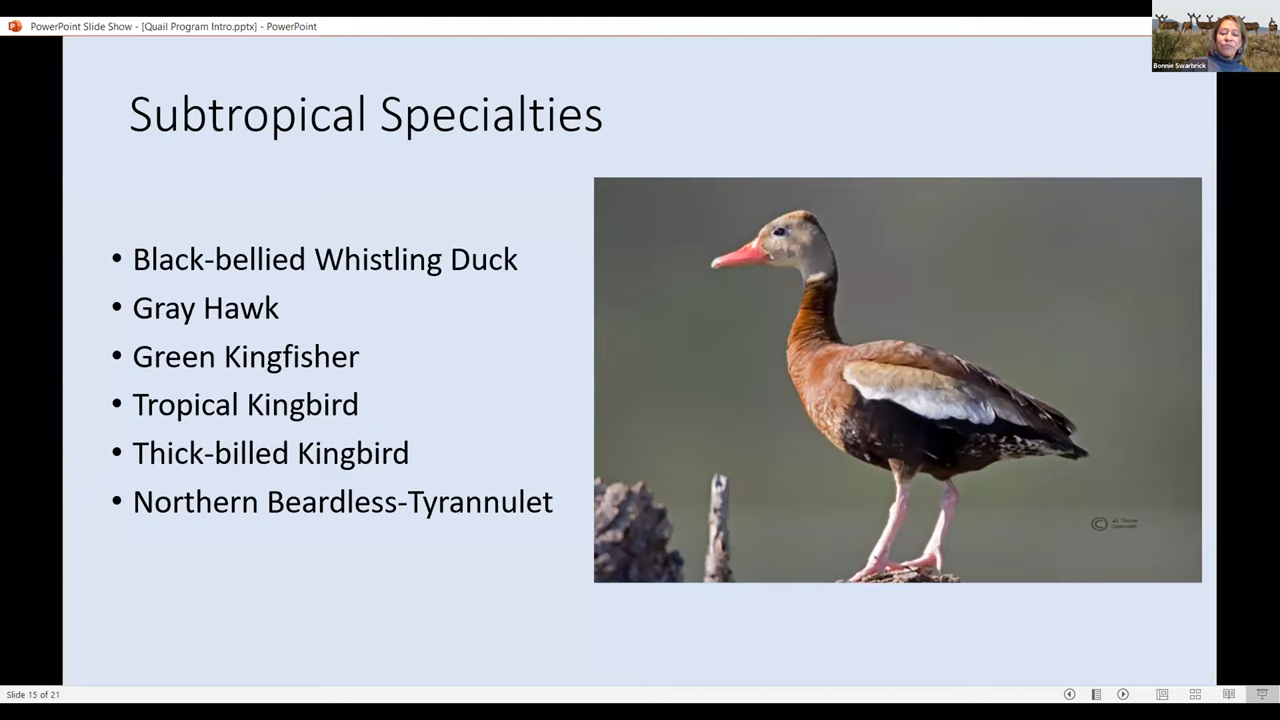 PowerPoint Slide Show - [Quail Program Intro.pptx] - PowerPoint
Bonnie Swarbrick
Subtropical Specialties
• Black-bellied Whistling Duck
• Gray Hawk
• Green Kingfisher
• Tropical Kingbird
• Thick-billed Kingbird
• Northern Beardless-Tyrannulet
©
Slide 15 of 21